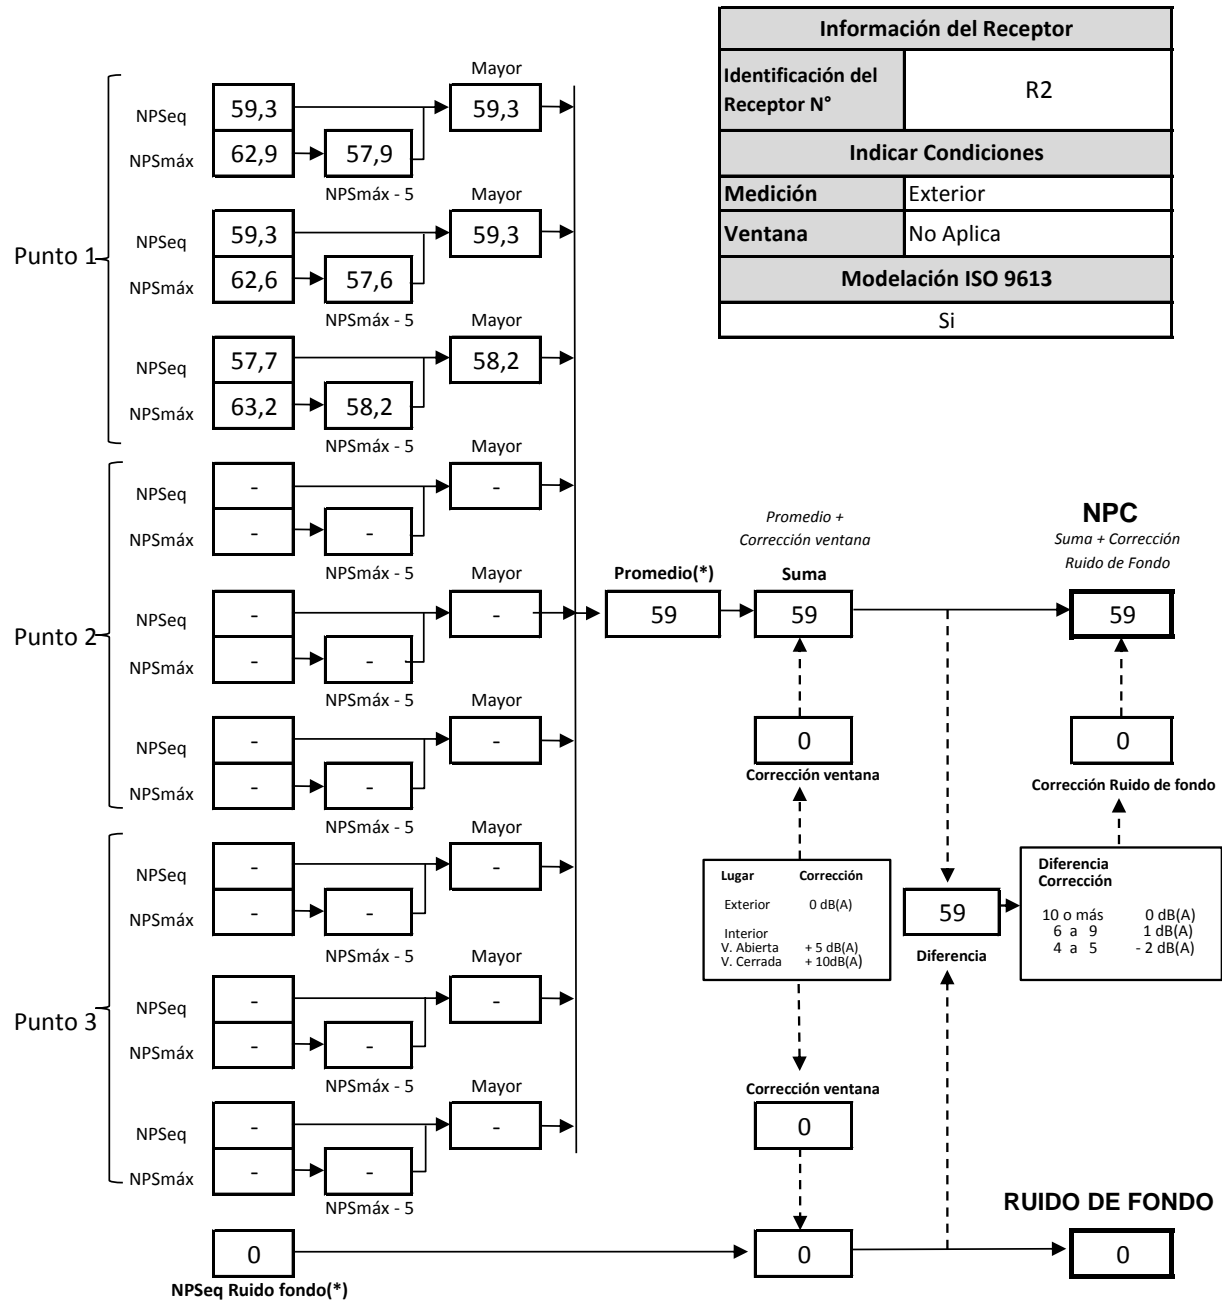 Información del Receptor
Identificación del
Receptor N°
R2
Indicar Condiciones
Medición
Exterior
Ventana
No Aplica
Modelación ISO 9613
Si
Punto 1
Mayor
NPSeq
59,3
59,3
NPSmáx
62,9
57,9
NPSmáx - 5
Mayor
NPSeq
59,3
59,3
NPSmáx
62,6
57,6
NPSmáx - 5
Mayor
NPSeq
57,7
58,2
NPSmáx
63,2
58,2
NPSmáx - 5
Punto 2
Mayor
NPSeq
-
-
NPSmáx
-
-
NPSmáx - 5
Mayor
NPSeq
-
-
NPSmáx
-
-
NPSmáx - 5
Mayor
NPSeq
-
-
NPSmáx
-
-
NPSmáx - 5
Punto 3
Mayor
NPSeq
-
-
NPSmáx
-
-
NPSmáx - 5
Mayor
NPSeq
-
-
NPSmáx
-
-
NPSmáx - 5
Mayor
NPSeq
-
-
NPSmáx
-
-
NPSmáx - 5
Promedio(*)
59
Promedio +
Corrección ventana
Suma
59
NPC
Suma + Corrección
Ruido de Fondo
59
0
Corrección ventana
0
Corrección Ruido de fondo
Lugar Corrección
Exterior 0 dB(A)
Interior
V. Abierta + 5 dB(A)
V. Cerrada + 10dB(A)
59
Diferencia
Diferencia
Corrección
10 o más 0 dB(A)
6 a 9 1 dB(A)
4 a 5 - 2 dB(A)
Corrección ventana
0
RUIDO DE FONDO
0
0
0
NPSeq Ruido fondo(*)